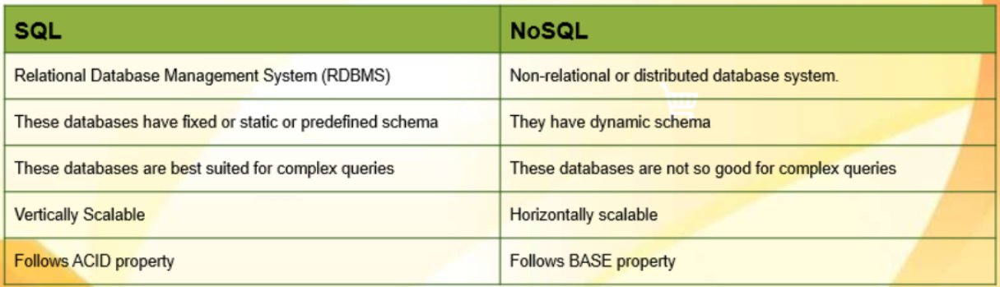 SQL
NoSQL
Relational Database Management System (RDBMS)
Non-relational or distributed database system.
These databases have fixed or static or predefined schema
They have dynamic schema
These databases are best suited for complex queries
These databases are not so good for complex queries
Vertically Scalable
Horizontally scalable
Follows ACID property
Follows BASE property